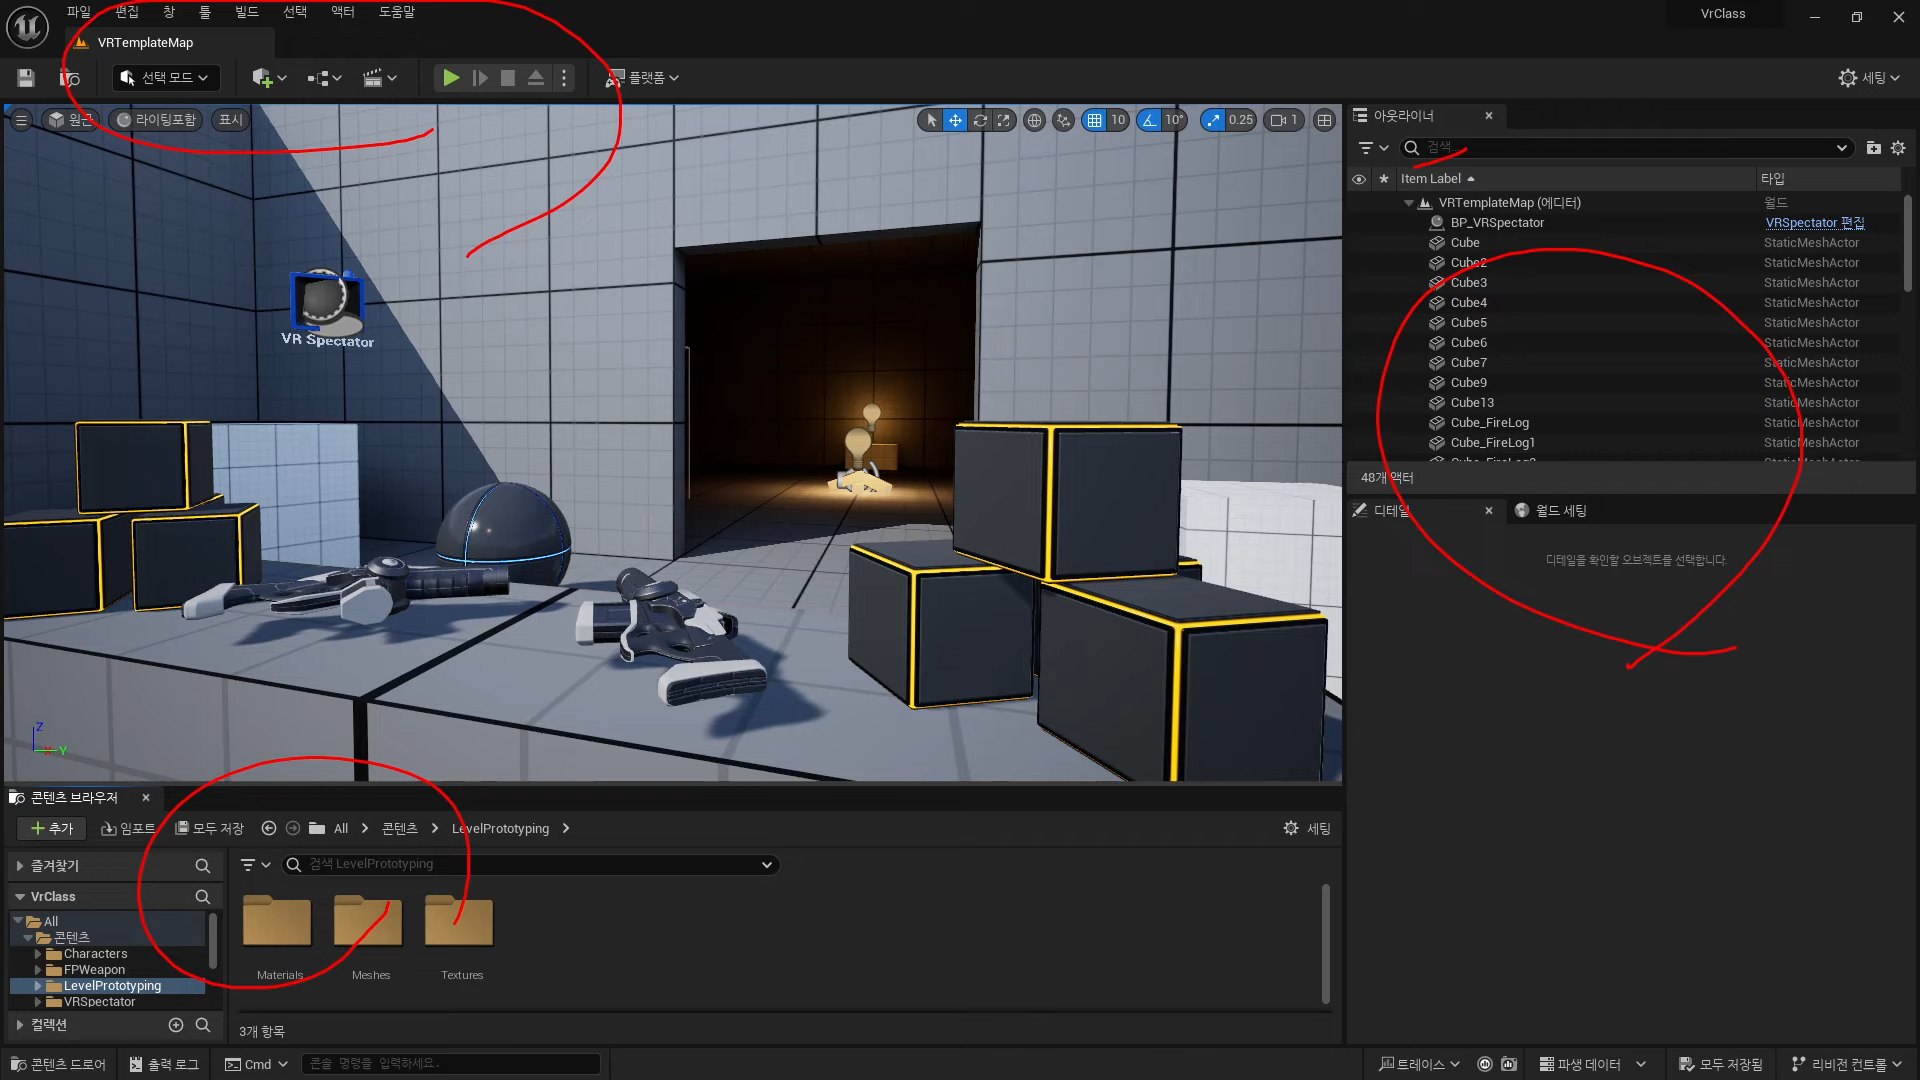 파일 편집 창 툴 빌드 선택 액터 도움말
VrClass
VRTemplateMap
선택 모드
플랫폼
세팅
원근 라이팅포함 표시
10 10° 0.25 1
VR Spectator
Z
X Y
아웃라이너
검색...
Item Label 타입
VRTemplateMap (에디터) 월드
BP_VRSpectator VRSpectator 편집
Cube StaticMeshActor
Cube2 StaticMeshActor
Cube3 StaticMeshActor
Cube4 StaticMeshActor
Cube5 StaticMeshActor
Cube6 StaticMeshActor
Cube7 StaticMeshActor
Cube9 StaticMeshActor
Cube13 StaticMeshActor
Cube_FireLog StaticMeshActor
Cube_FireLog1 StaticMeshActor
48개 액터
디테일 월드 세팅
디테일을 확인할 오브젝트를 선택합니다.
콘텐츠 브라우저
추가 임포트 모두 저장 All 콘텐츠 LevelPrototyping 세팅
즐겨찾기
VrClass
All
콘텐츠
Characters
FPWeapon
LevelPrototyping
VRSpectator
컬렉션
검색 LevelPrototyping
Materials Meshes Textures
3개 항목
콘텐츠 드로어 출력 로그 Cmd 콘솔 명령을 입력하세요. 트레이스 파생 데이터 모두 저장됨 리비전 컨트롤